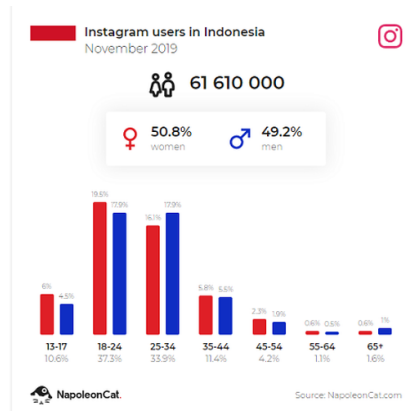 Instagram users in Indonesia
November 2019
61 610 000
50.8% 49.2%
women men
19.6%
17.9% 17.9%
16.1%
6% 4.5%
5.8% 5.6%
2.3% 1.9%
0.6% 0.6% 0.6% 1%
13-17 18-24 25-34 35-44 45-54 55-64 65+
10.6% 37.3% 33.9% 11.4% 4.2% 1.1% 1.6%
NapoleonCat.
Source: NapoleonCat.com